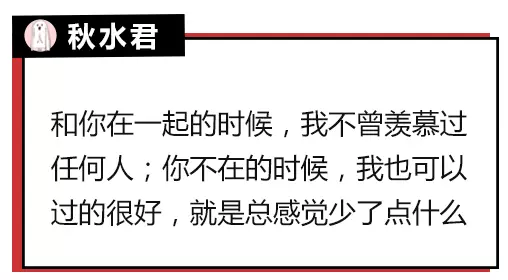 秋水君
和你在一起的时候，我不曾羡慕过
任何人；你不在的时候，我也可以
过的很好，就是总感觉少了点什么